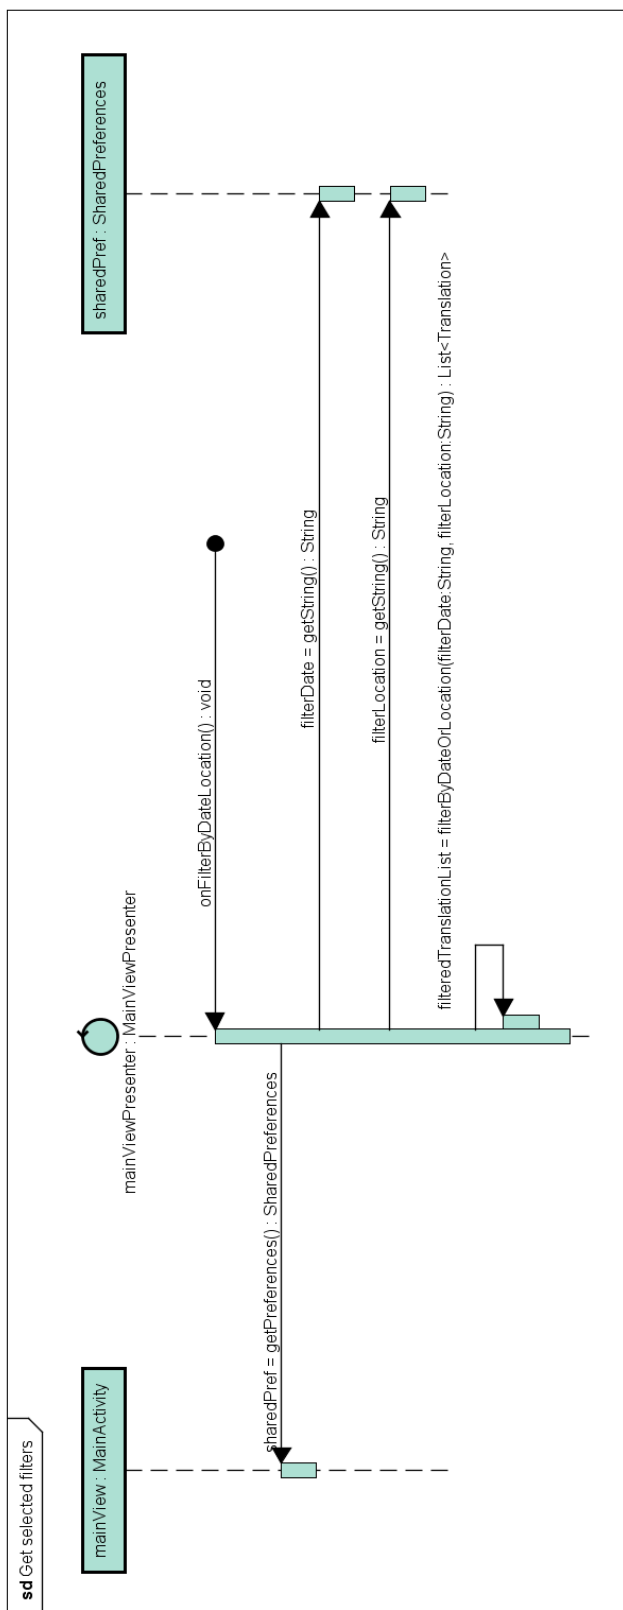 sd Get selected filters
mainView : MainActivity
mainViewPresenter : MainViewPresenter
sharedPref : SharedPreferences
onFilterByDateLocation() : void
sharedPref = getPreferences() : SharedPreferences
filterDate = getString() : String
filterLocation = getString() : String
filteredTranslationList = filterByDateOrLocation(filterDate:String, filterLocation:String) : List<Translation>